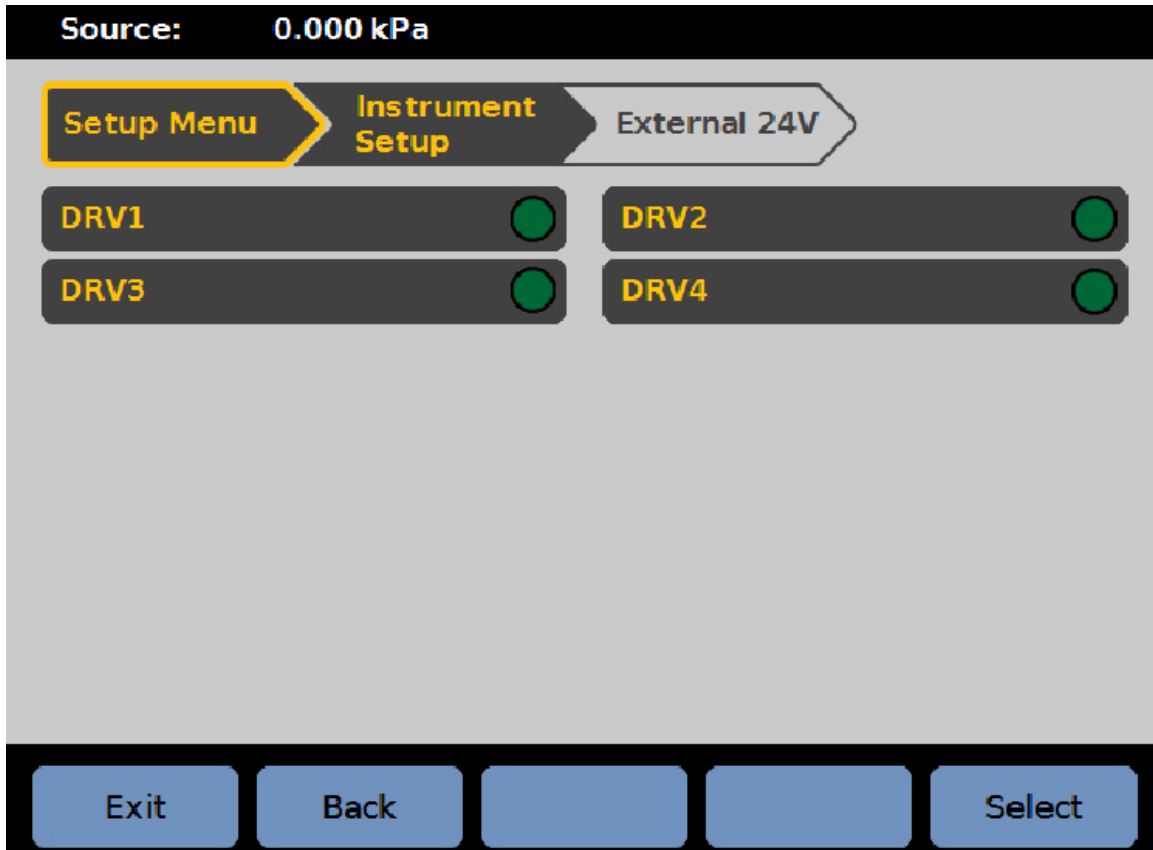 Source: 0.000 kPa
Setup Menu
Instrument
Setup
External 24V
DRV1
DRV2
DRV3
DRV4
Exit
Back
Select